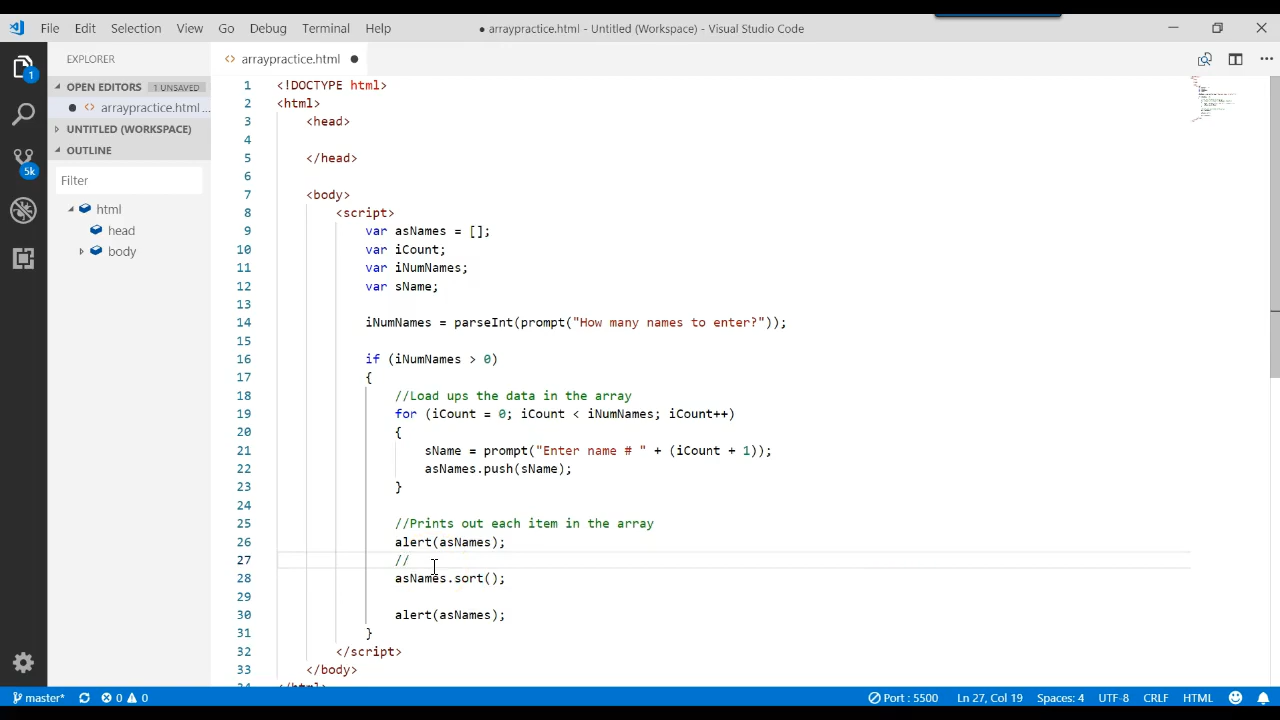 File Edit Selection View Go Debug Terminal Help
● arraypractice.html - Untitled (Workspace) - Visual Studio Code
EXPLORER
<> arraypractice.html ●
1
OPEN EDITORS 1 UNSAVED
● <> arraypractice.html ...
UNTITLED (WORKSPACE)
OUTLINE
5k
Filter
html
head
body
1 <!DOCTYPE html>
2 <html>
3 <head>
4
5 </head>
6
7 <body>
8 <script>
9 var asNames = [];
10 var iCount;
11 var iNumNames;
12 var sName;
13
14 iNumNames = parseInt(prompt("How many names to enter?"));
15
16 if (iNumNames > 0)
17 {
18 //Load ups the data in the array
19 for (iCount = 0; iCount < iNumNames; iCount++)
20 {
21 sName = prompt("Enter name # " + (iCount + 1));
22 asNames.push(sName);
23 }
24
25 //Prints out each item in the array
26 alert(asNames);
27 //
28 asNames.sort();
29
30 alert(asNames);
31 }
32 </script>
33 </body>
34 </html>
master* 0 0 Port : 5500 Ln 27, Col 19 Spaces: 4 UTF-8 CRLF HTML